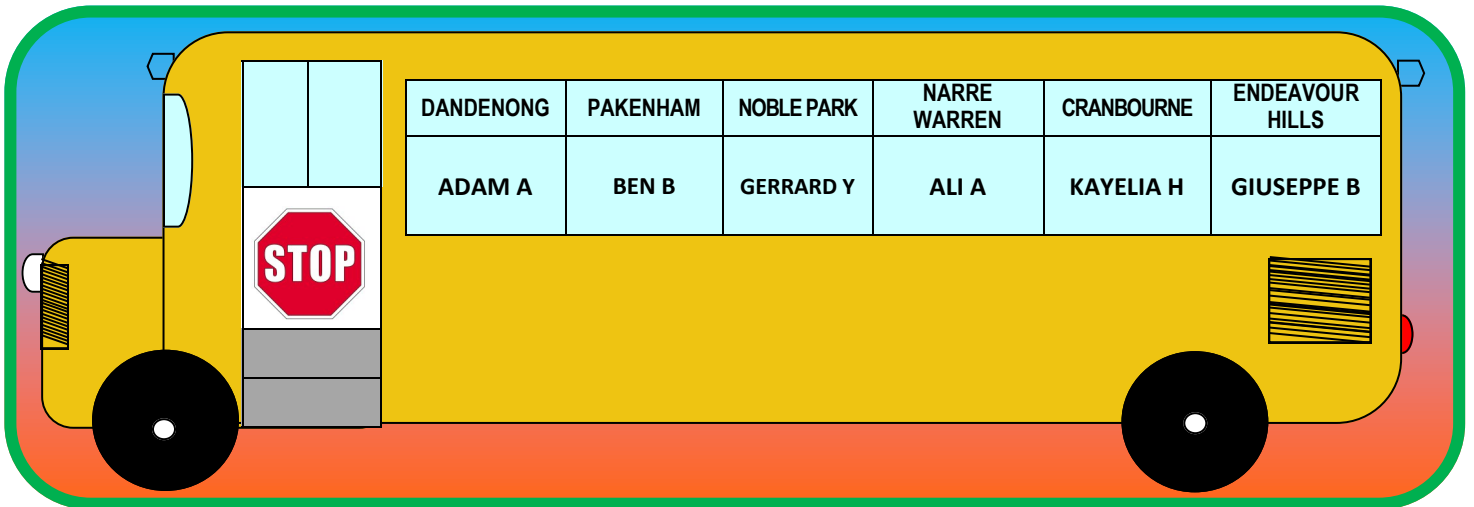 DANDENONG
PAKENHAM
NOBLE PARK
NARRE
WARREN
CRANBOURNE
ENDEAVOUR
HILLS
ADAM A
BEN B
GERRARD Y
ALI A
KAYELIA H
GIUSEPPE B
STOP